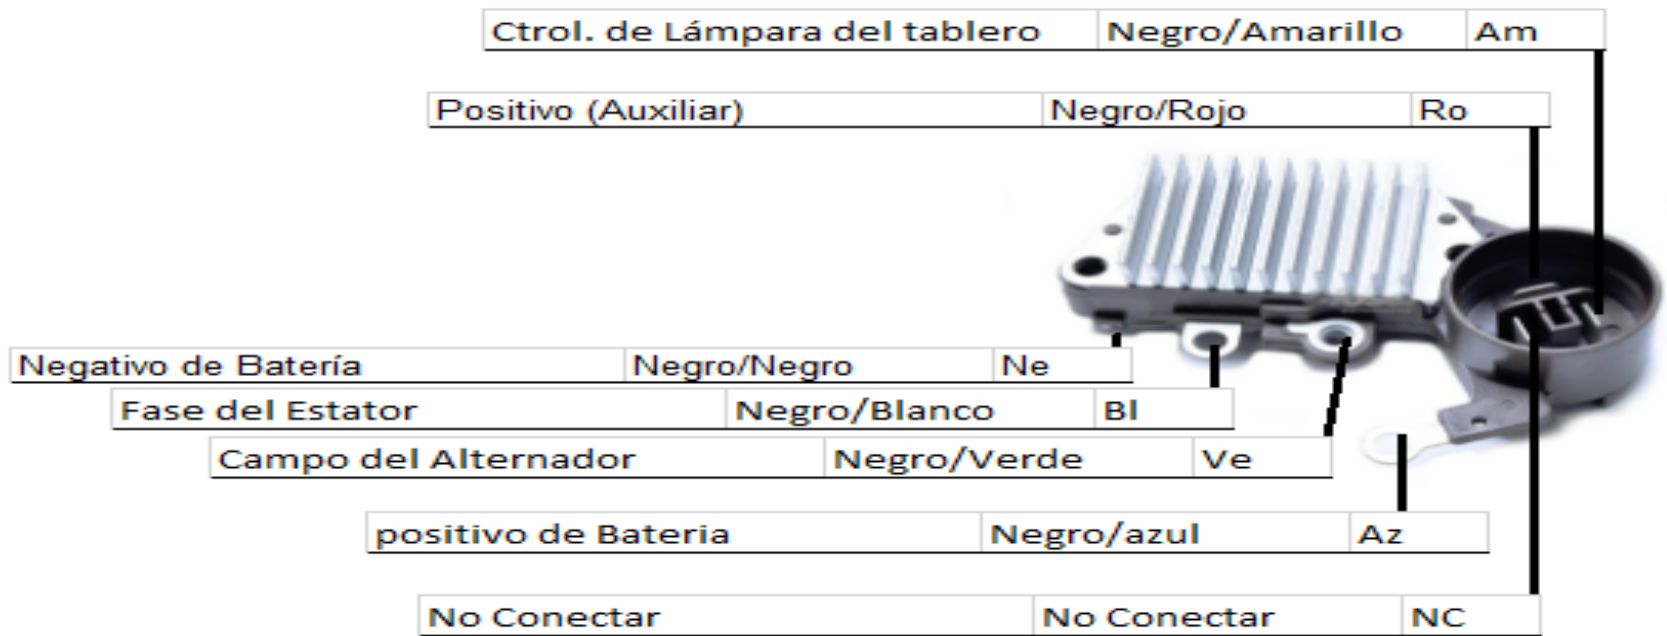 Ctrol. de Lámpara del tablero Negro/Amarillo Am
Positivo (Auxiliar) Negro/Rojo Ro
Negativo de Batería Negro/Negro Ne
Fase del Estator Negro/Blanco Bl
Campo del Alternador Negro/Verde Ve
positivo de Bateria Negro/azul Az
No Conectar No Conectar NC